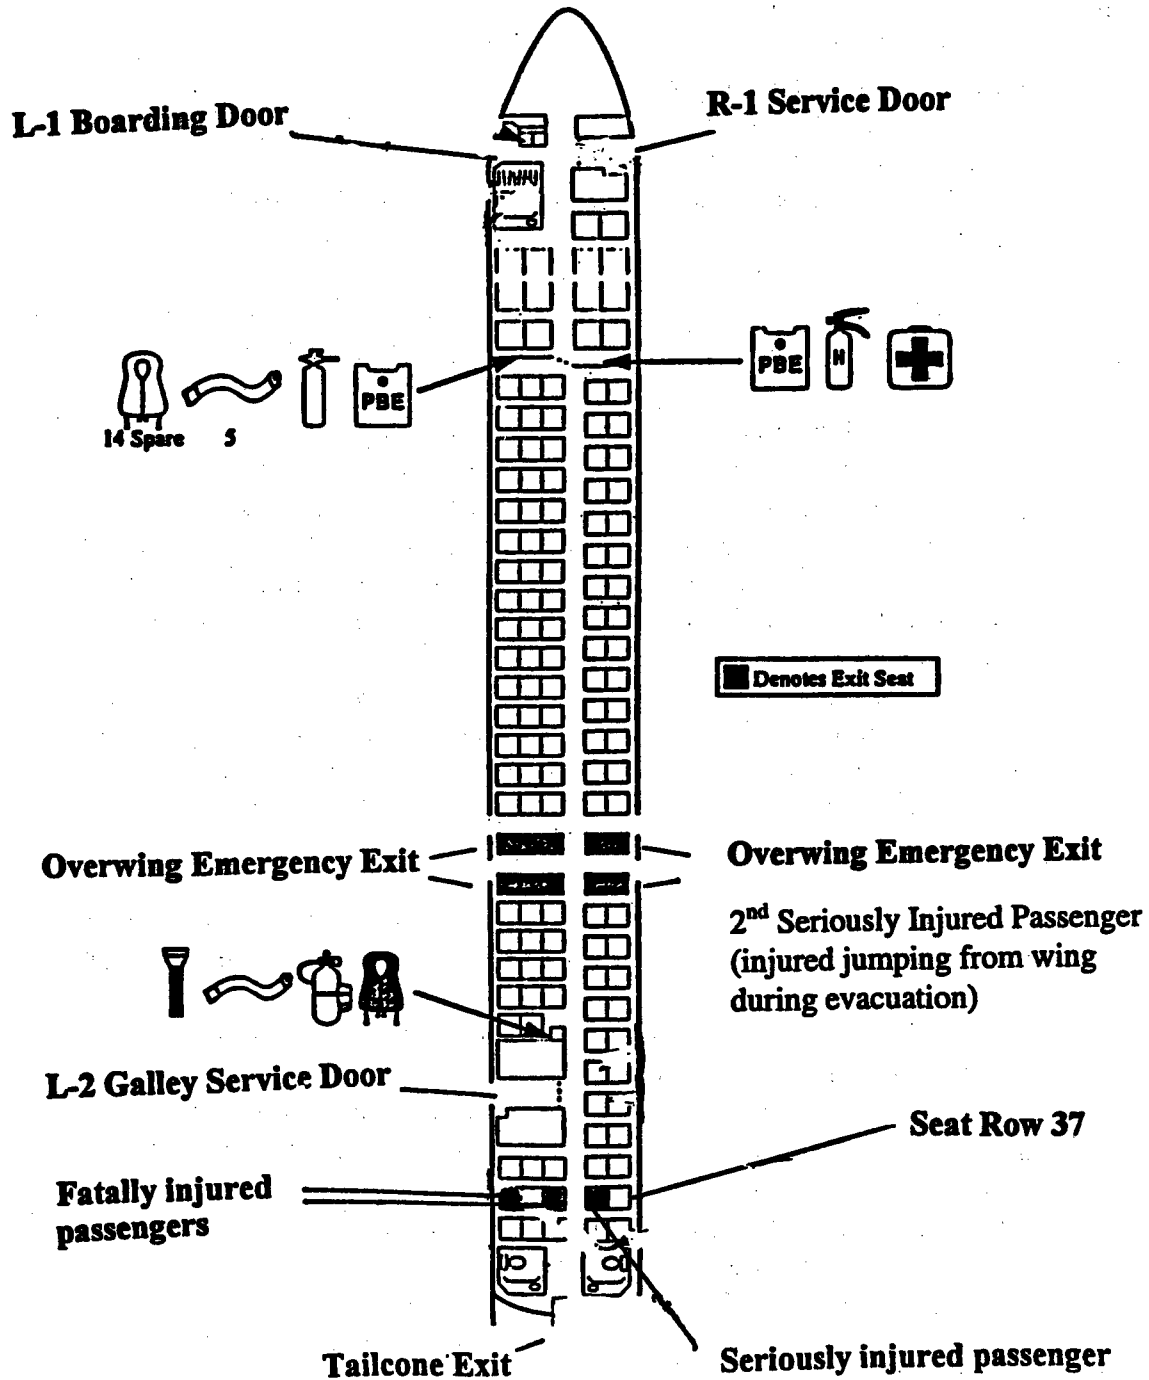 L-1 Boarding Door
R-1 Service Door
PBE
14 Spare 5
PBE
H
Denotes Exit Seat
Overwing Emergency Exit
Overwing Emergency Exit
2nd Seriously Injured Passenger
(injured jumping from wing
during evacuation)
L-2 Galley Service Door
Seat Row 37
Fatally injured
passengers
Tailcone Exit
Seriously injured passenger